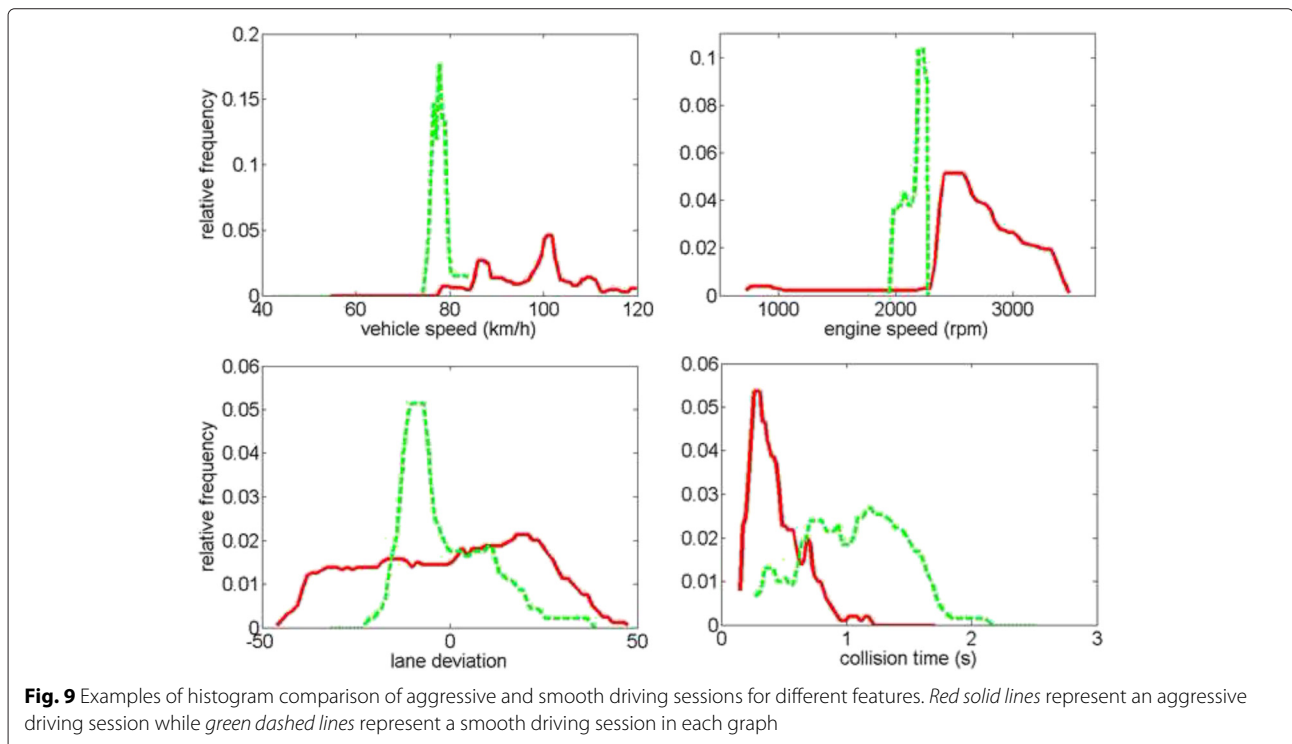 0.2
0.15
0.1
0.05
0
relative frequency
40 60 80 100 120
vehicle speed (km/h)
0.1
0.08
0.06
0.04
0.02
0
1000 2000 3000
engine speed (rpm)
0.06
0.05
0.04
0.03
0.02
0.01
0
relative frequency
-50 0 50
lane deviation
0.06
0.05
0.04
0.03
0.02
0.01
0
0 1 2 3
collision time (s)
Fig. 9 Examples of histogram comparison of aggressive and smooth driving sessions for different features. Red solid lines represent an aggressive
driving session while green dashed lines represent a smooth driving session in each graph